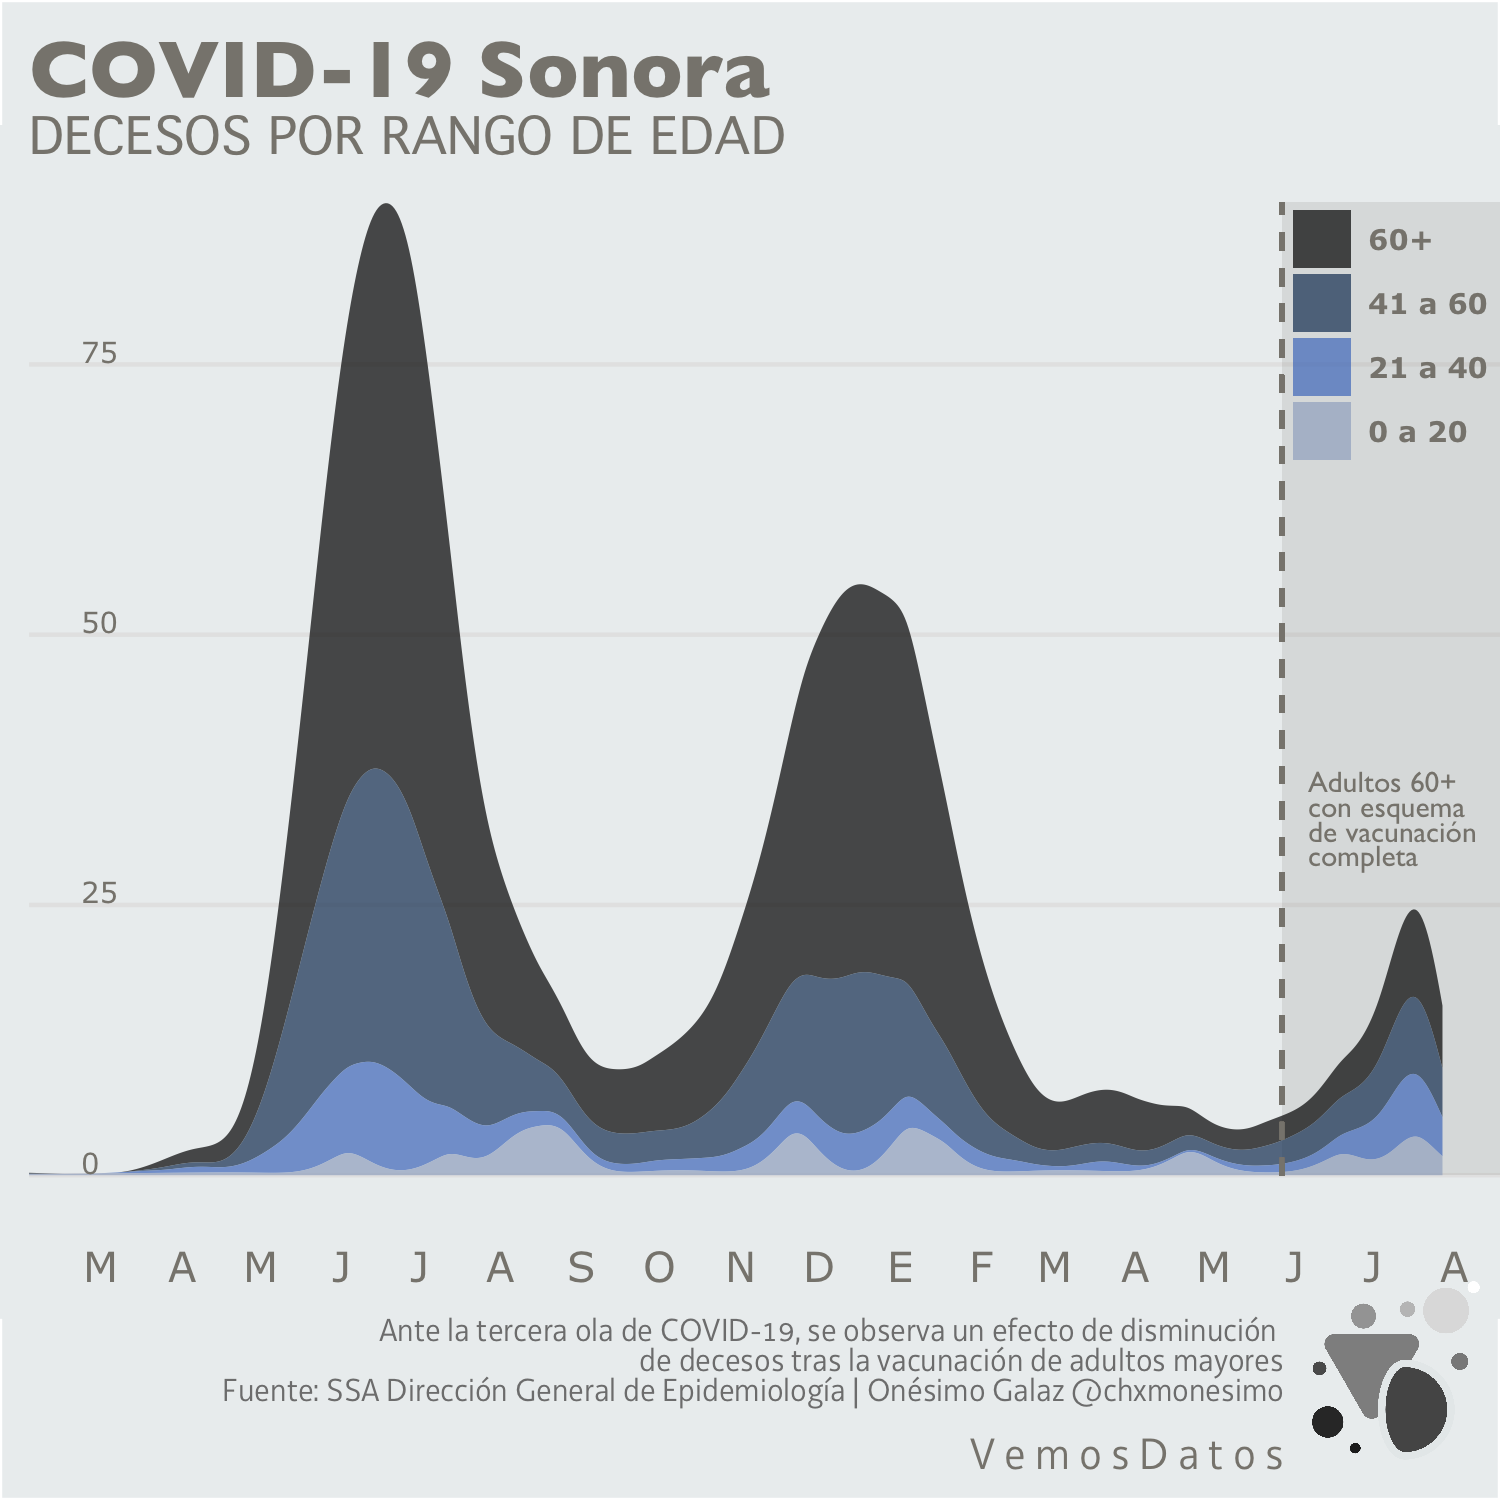 COVID-19 Sonora
DECESOS POR RANGO DE EDAD
60+
41 a 60
21 a 40
0 a 20
75
50
25
0
Adultos 60+
con esquema
de vacunación
completa
M A M J J A S O N D E F M A M J J A
Ante la tercera ola de COVID-19, se observa un efecto de disminución
de decesos tras la vacunación de adultos mayores
Fuente: SSA Dirección General de Epidemiología | Onésimo Galaz @chxmonesimo
VemosDatos